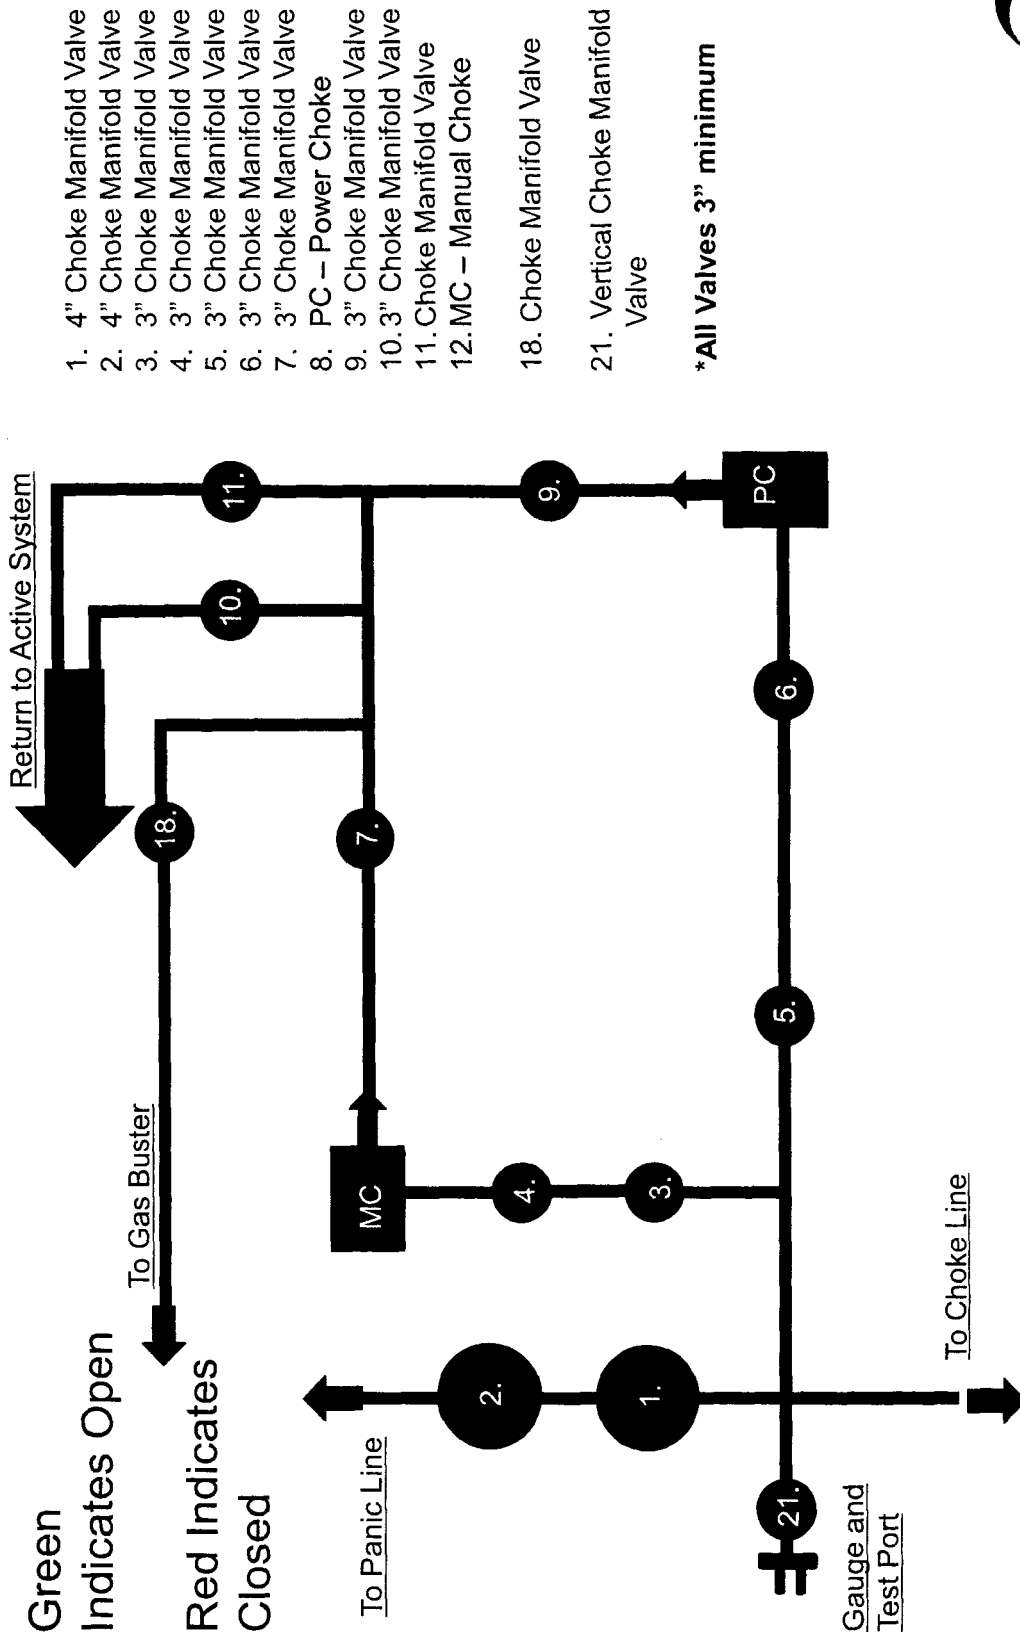 Green
Indicates Open
Red Indicates
Closed
To Gas Buster
Return to Active System
To Panic Line
Gauge and
Test Port
To Choke Line
21.
1.
2.
3.
4.
MC
5.
6.
PC
7.
9.
10.
11.
18.
1. 4” Choke Manifold Valve
2. 4” Choke Manifold Valve
3. 3” Choke Manifold Valve
4. 3” Choke Manifold Valve
5. 3” Choke Manifold Valve
6. 3” Choke Manifold Valve
7. 3” Choke Manifold Valve
8. PC – Power Choke
9. 3” Choke Manifold Valve
10. 3” Choke Manifold Valve
11. Choke Manifold Valve
12. MC – Manual Choke
18. Choke Manifold Valve
21. Vertical Choke Manifold
Valve
*All Valves 3” minimum